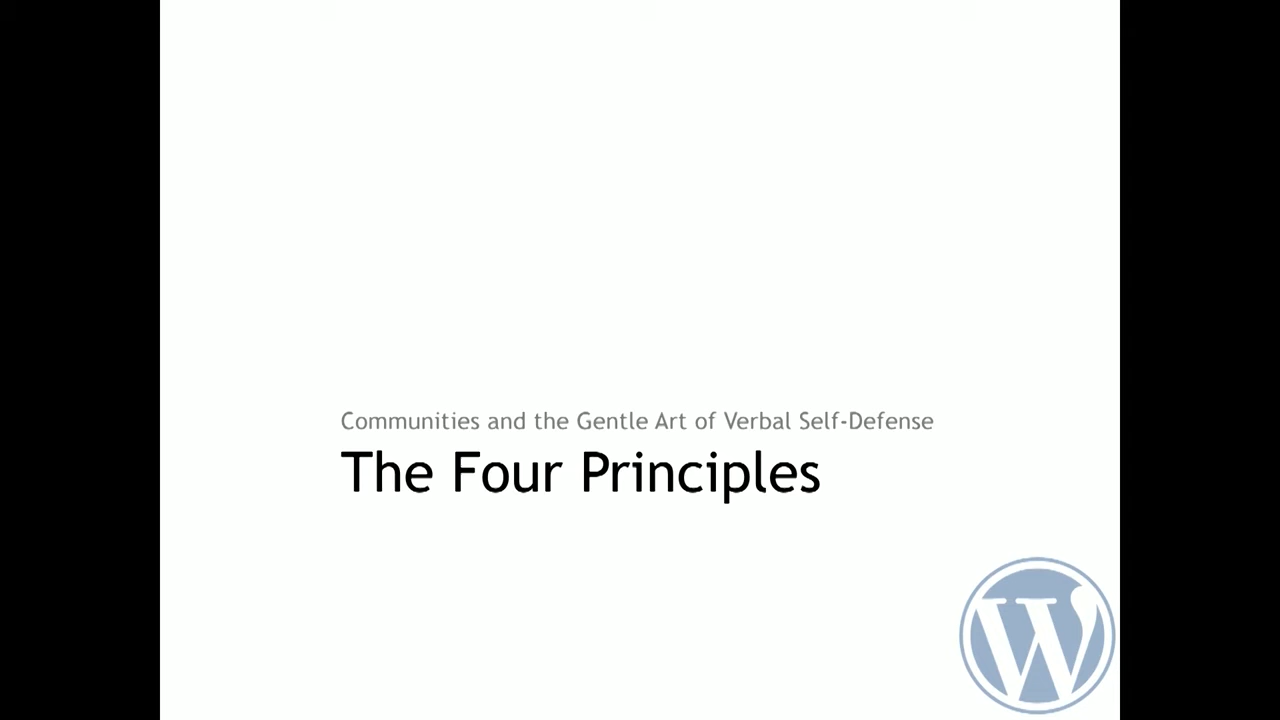 Communities and the Gentle Art of Verbal Self-Defense
The Four Principles
W